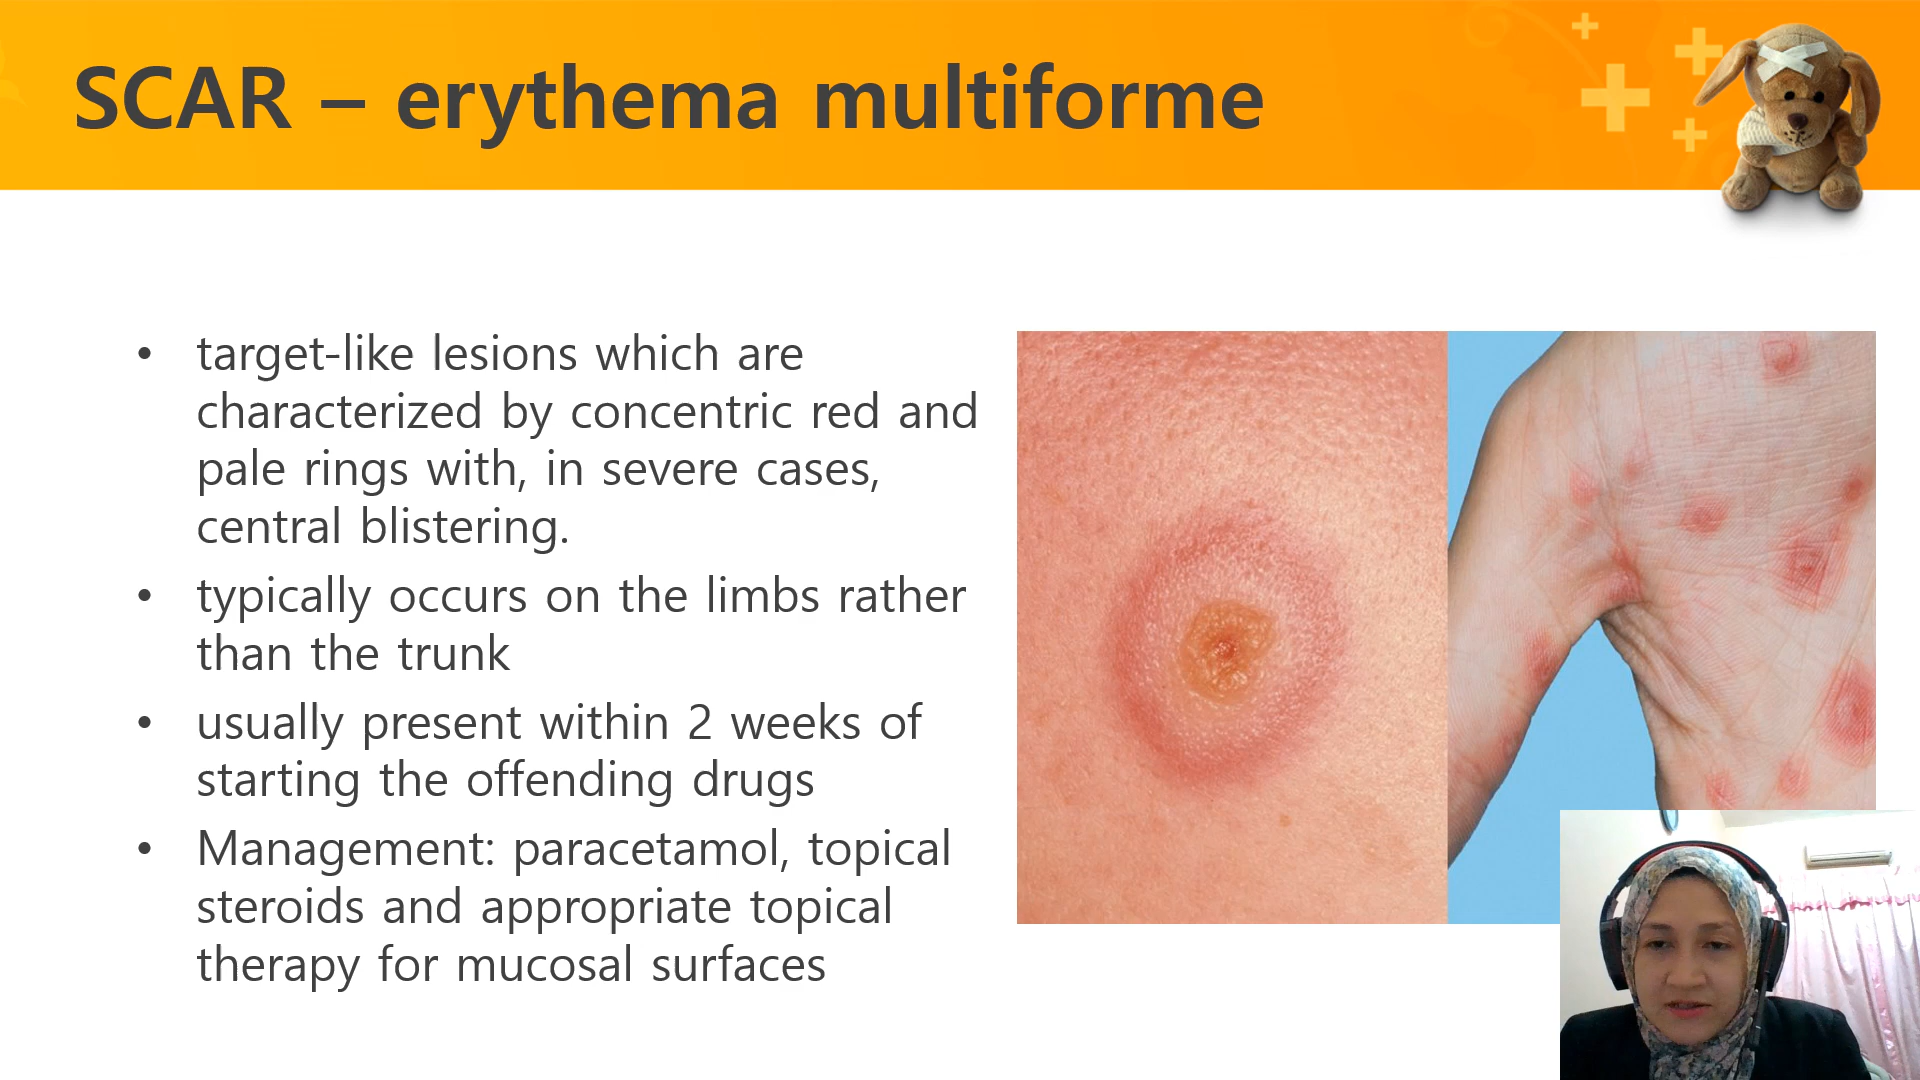 SCAR – erythema multiforme
• target-like lesions which are
characterized by concentric red and
pale rings with, in severe cases,
central blistering.
• typically occurs on the limbs rather
than the trunk
• usually present within 2 weeks of
starting the offending drugs
• Management: paracetamol, topical
steroids and appropriate topical
therapy for mucosal surfaces